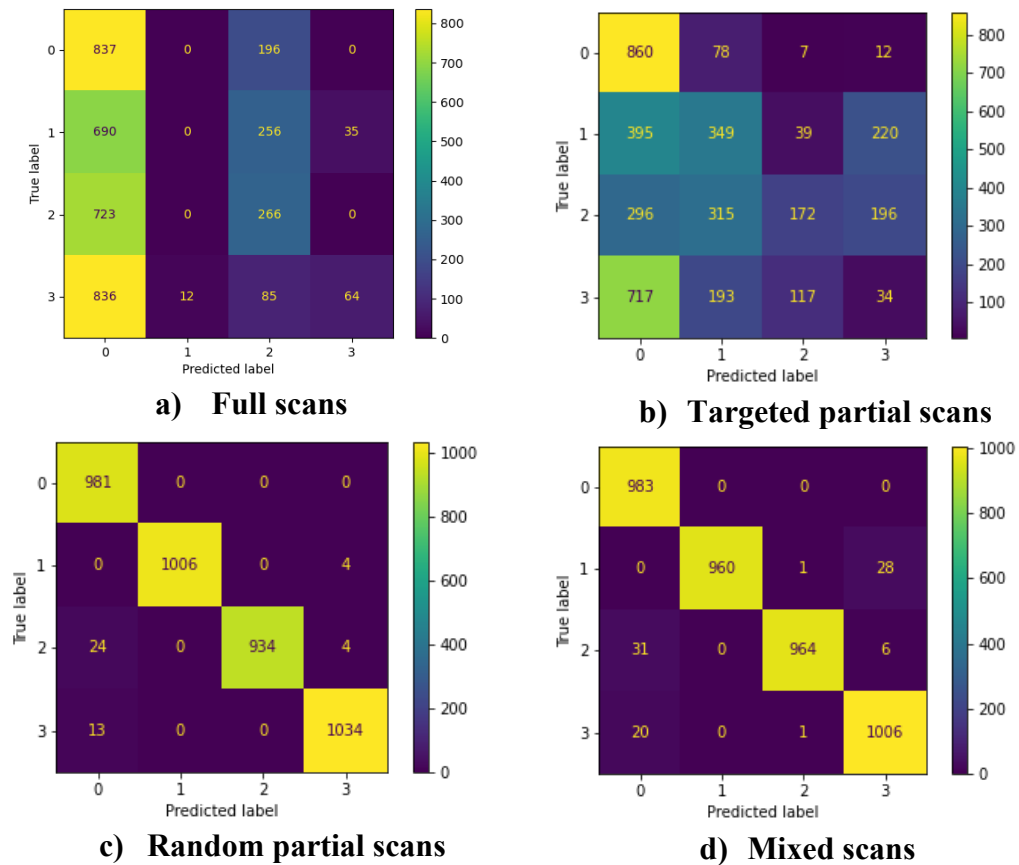 0 837 0 196 0
1 690 0 256 35
2 723 0 266 0
3 836 12 85 64
0 1 2 3
True label
Predicted label
800
700
600
500
400
300
200
100
0
a) Full scans
0 860 78 7 12
1 395 349 39 220
2 296 315 172 196
3 717 193 117 34
0 1 2 3
True label
Predicted label
800
700
600
500
400
300
200
100
b) Targeted partial scans
0 981 0 0 0
1 0 1006 0 4
2 24 0 934 4
3 13 0 0 1034
0 1 2 3
True label
Predicted label
1000
800
600
400
200
0
c) Random partial scans
0 983 0 0 0
1 0 960 1 28
2 31 0 964 6
3 20 0 1 1006
0 1 2 3
True label
Predicted label
1000
800
600
400
200
0
d) Mixed scans